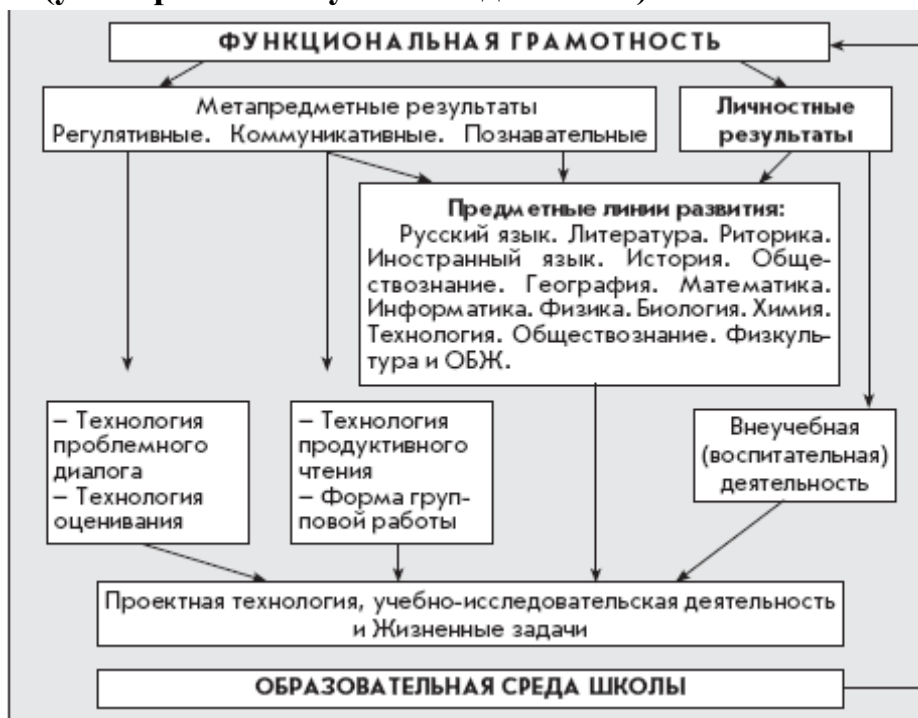 ФУНКЦИОНАЛЬНАЯ ГРАМОТНОСТЬ
Метапредметные результаты
Регулятивные. Коммуникативные. Познавательные
Личностные
результаты
Предметные линии развития:
Русский язык. Литература. Риторика.
Иностранный язык. История. Обще-
ствознание. География. Математика.
Информатика. Физика. Биология. Химия.
Технология. Обществознание. Физкуль-
тура и ОБЖ.
– Технология
проблемного
диалога
– Технология
оценивания
– Технология
продуктивного
чтения
– Форма груп-
повой работы
Внеучебная
(воспитательная)
деятельность
Проектная технология, учебно-исследовательская деятельность
и Жизненные задачи
ОБРАЗОВАТЕЛЬНАЯ СРЕДА ШКОЛЫ